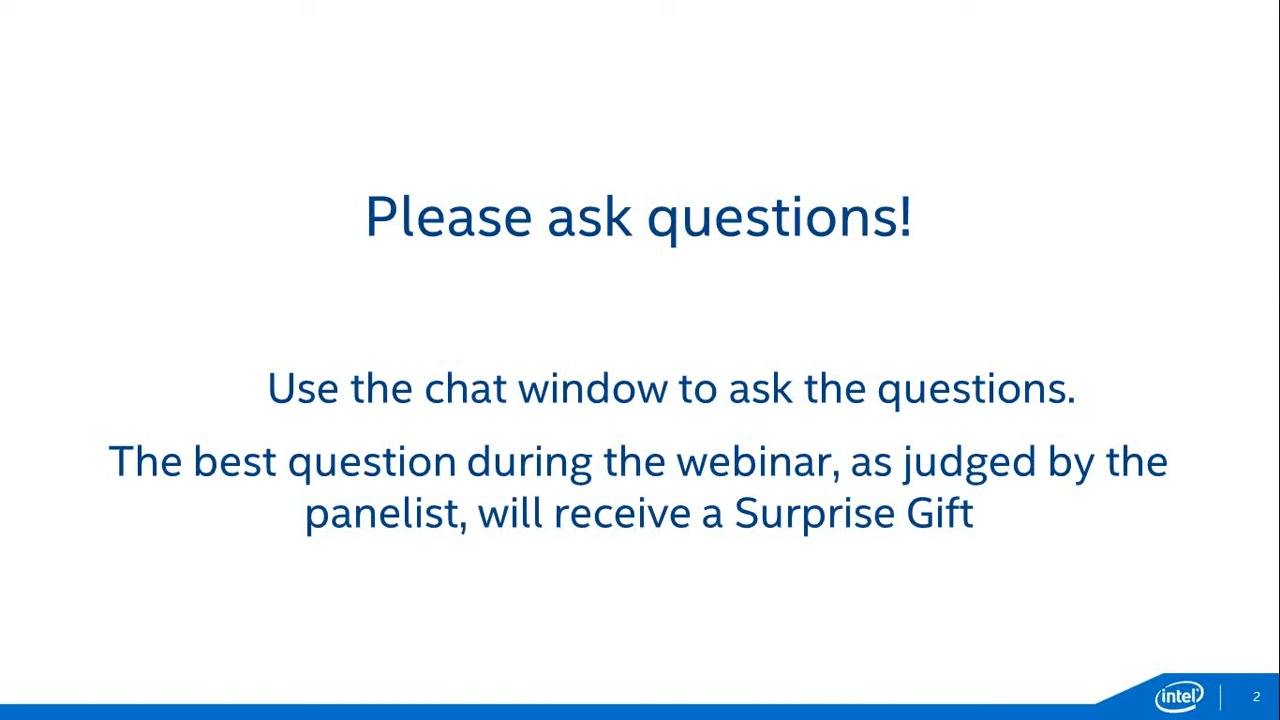 Please ask questions!
Use the chat window to ask the questions.
The best question during the webinar, as judged by the
panelist, will receive a Surprise Gift
intel
2